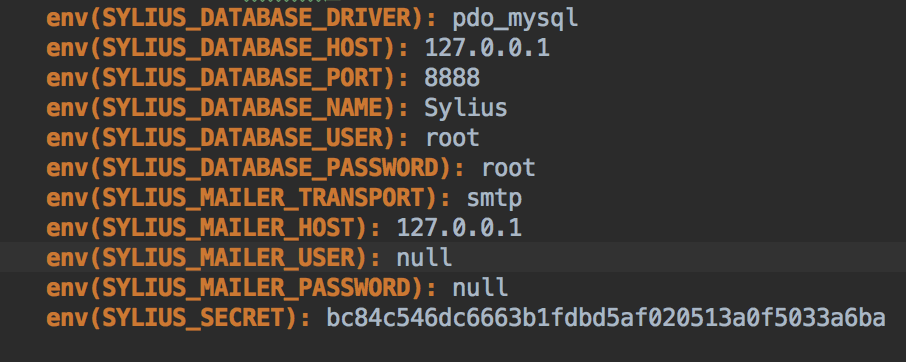 env(SYLIUS_DATABASE_DRIVER): pdo_mysql
env(SYLIUS_DATABASE_HOST): 127.0.0.1
env(SYLIUS_DATABASE_PORT): 8888
env(SYLIUS_DATABASE_NAME): Sylius
env(SYLIUS_DATABASE_USER): root
env(SYLIUS_DATABASE_PASSWORD): root
env(SYLIUS_MAILER_TRANSPORT): smtp
env(SYLIUS_MAILER_HOST): 127.0.0.1
env(SYLIUS_MAILER_USER): null
env(SYLIUS_MAILER_PASSWORD): null
env(SYLIUS_SECRET): bc84c546dc6663b1fdbd5af020513a0f5033a6ba